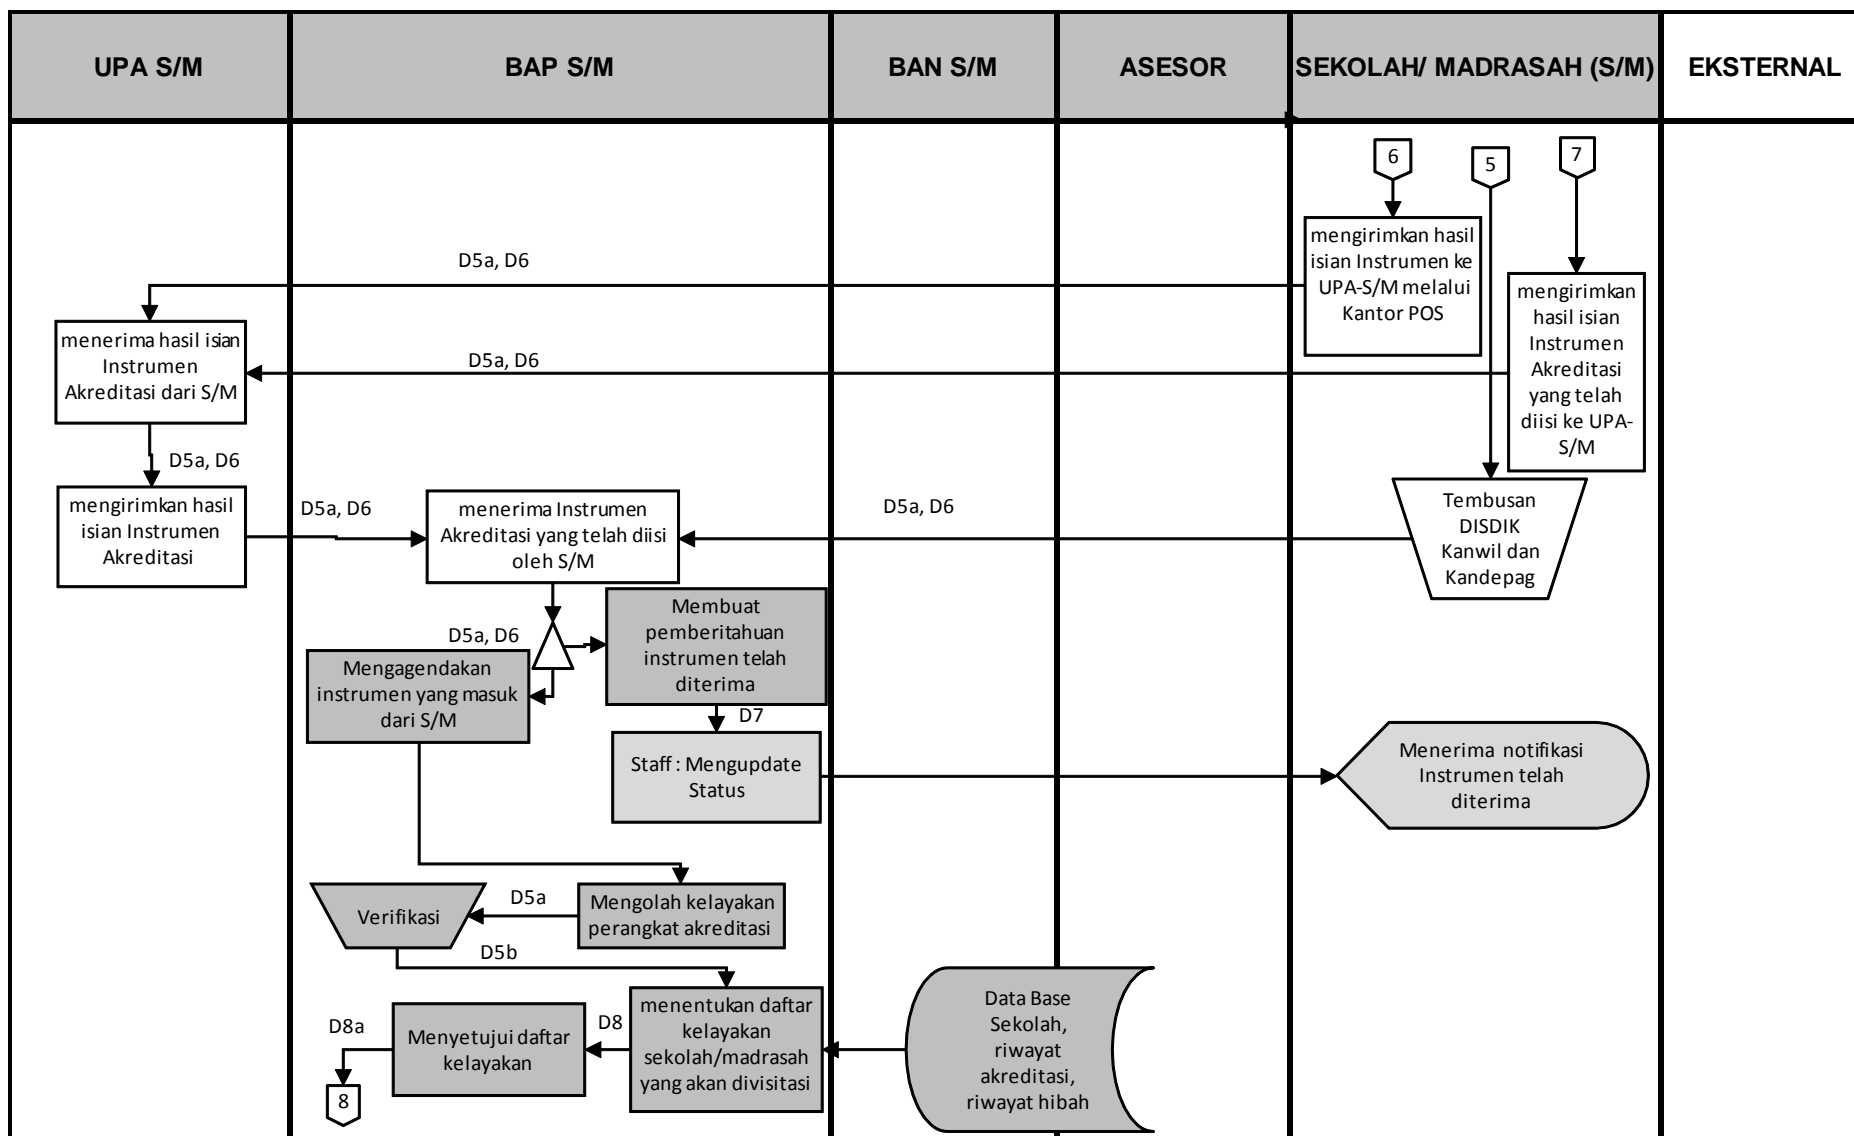 UPA S/M
BAP S/M
BAN S/M
ASESOR
SEKOLAH/ MADRASAH (S/M)
EKSTERNAL
6
5
7
mengirimkan hasil
isian Instrumen ke
UPA-S/M melalui
Kantor POS
D5a, D6
mengirimkan
hasil isian
Instrumen
Akreditasi
yang telah
diisi ke UPA-
S/M
menerima hasil isian
Instrumen
Akreditasi dari S/M
D5a, D6
D5a, D6
mengirimkan hasil
isian Instrumen
Akreditasi
D5a, D6
menerima Instrumen
Akreditasi yang telah diisi
oleh S/M
D5a, D6
Tembusan
DISDIK
Kanwil dan
Kandepag
D5a, D6
Membuat
pemberitahuan
instrumen telah
diterima
Mengagendakan
instrumen yang masuk
dari S/M
D7
Staff : Mengupdate
Status
Menerima notifikasi
Instrumen telah
diterima
Verifikasi
D5a
Mengolah kelayakan
perangkat akreditasi
D5b
D8a
Menyetujui daftar
kelayakan
D8
menentukan daftar
kelayakan
sekolah/madrasah
yang akan divisitasi
Data Base
Sekolah,
riwayat
akreditasi,
riwayat hibah
8